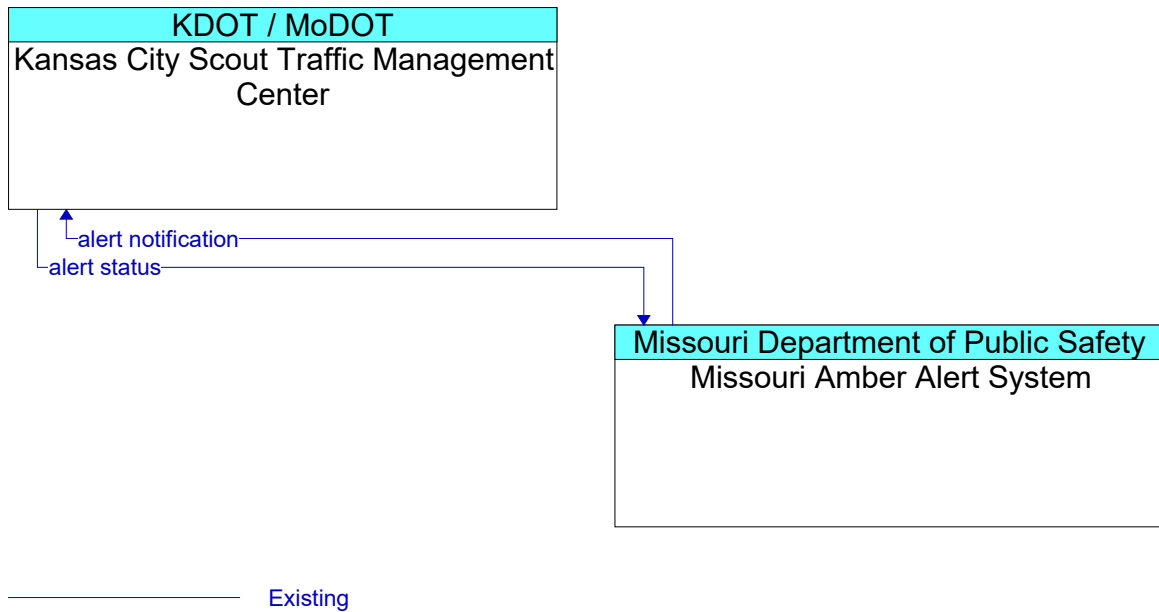 KDOT / MoDOT
Kansas City Scout Traffic Management
Center
alert notification
alert status
Missouri Department of Public Safety
Missouri Amber Alert System
Existing